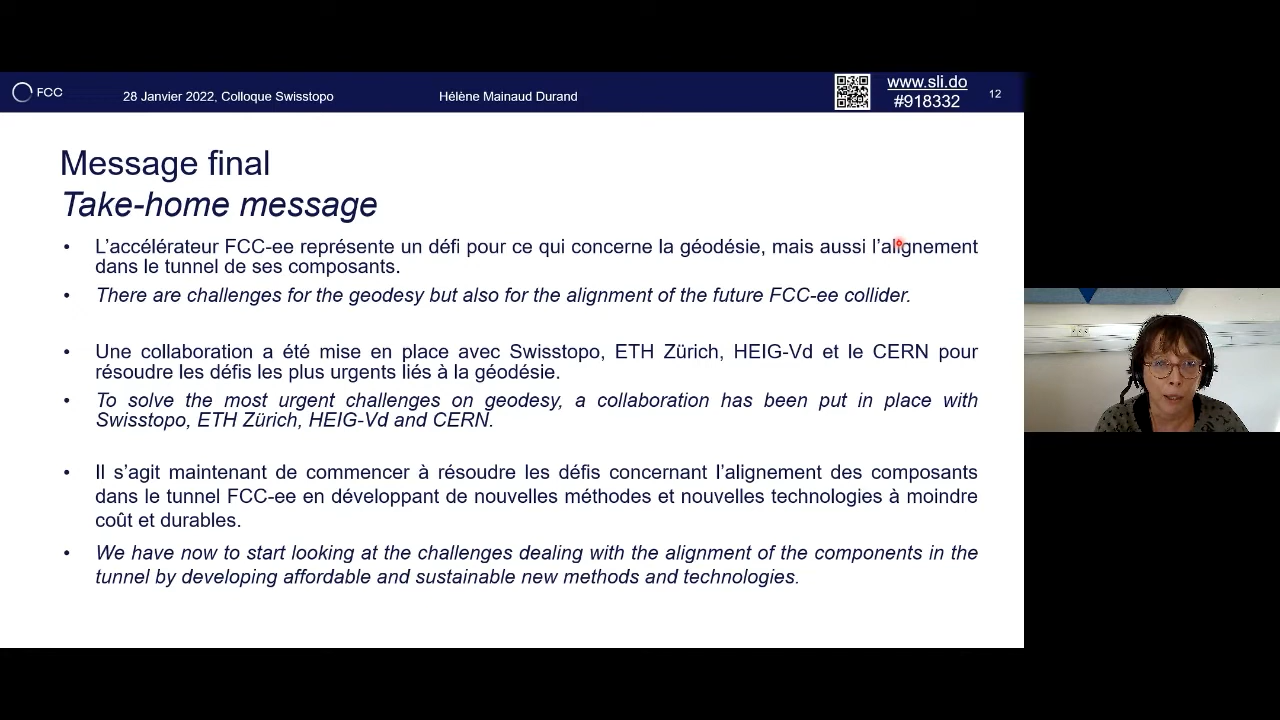 FCC
28 Janvier 2022, Colloque Swisstopo
Hélène Mainaud Durand
www.sli.do
#918332
12
Message final
Take-home message
• L’accélérateur FCC-ee représente un défi pour ce qui concerne la géodésie, mais aussi l’alignement
dans le tunnel de ses composants.
• There are challenges for the geodesy but also for the alignment of the future FCC-ee collider.
• Une collaboration a été mise en place avec Swisstopo, ETH Zürich, HEIG-Vd et le CERN pour
résoudre les défis les plus urgents liés à la géodésie.
• To solve the most urgent challenges on geodesy, a collaboration has been put in place with
Swisstopo, ETH Zürich, HEIG-Vd and CERN.
• Il s’agit maintenant de commencer à résoudre les défis concernant l’alignement des composants
dans le tunnel FCC-ee en développant de nouvelles méthodes et nouvelles technologies à moindre
coût et durables.
• We have now to start looking at the challenges dealing with the alignment of the components in the
tunnel by developing affordable and sustainable new methods and technologies.